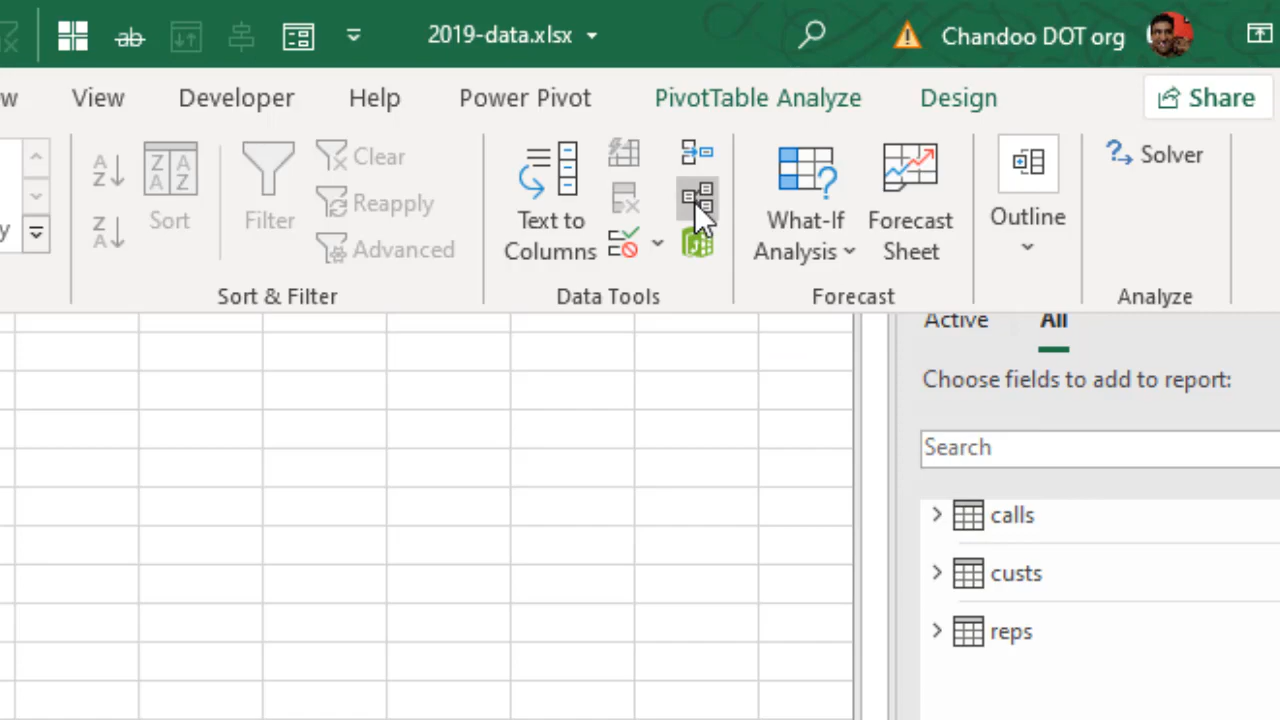 ab
2019-data.xlsx
Chandoo DOT org
w
View
Developer
Help
Power Pivot
PivotTable Analyze
Design
Share
y
A
Z
Z
A
Z A
A Z
Sort
Filter
Clear
Reapply
Advanced
Sort & Filter
Text to
Columns
Data Tools
What-If
Analysis
Forecast
Sheet
Forecast
Outline
Solver
Analyze
Active
All
Choose fields to add to report:
Search
calls
custs
reps